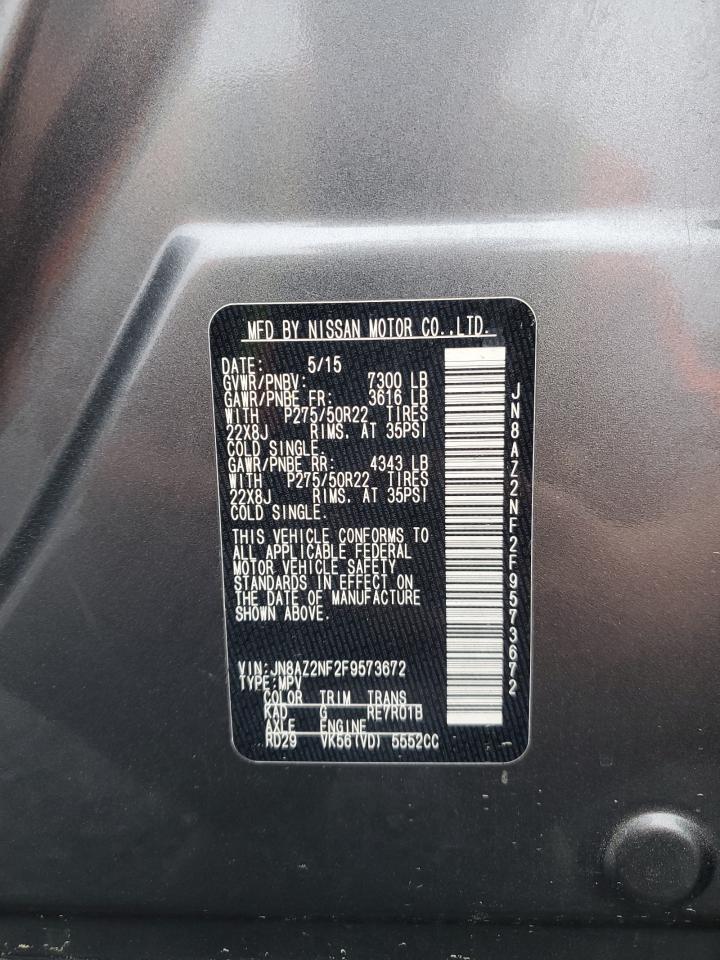 MFD BY NISSAN MOTOR CO.,LTD.
DATE: 5/15
GVWR/PNBV: 7300 LB
GAWR/PNBE FR: 3616 LB
WITH P275/50R22 TIRES
22X8J RIMS. AT 35PSI
COLD SINGLE.
GAWR/PNBE RR: 4343 LB
WITH P275/50R22 TIRES
22X8J RIMS. AT 35PSI
COLD SINGLE.
THIS VEHICLE CONFORMS TO
ALL APPLICABLE FEDERAL
MOTOR VEHICLE SAFETY
STANDARDS IN EFFECT ON
THE DATE OF MANUFACTURE
SHOWN ABOVE.
VIN:JN8AZ2NF2F9573672
TYPE:MPV
COLOR TRIM TRANS
KAD G RE7R01B
AXLE ENGINE
RD29 VK56(VD) 5552CC
JN8AZ2NF2F9573672